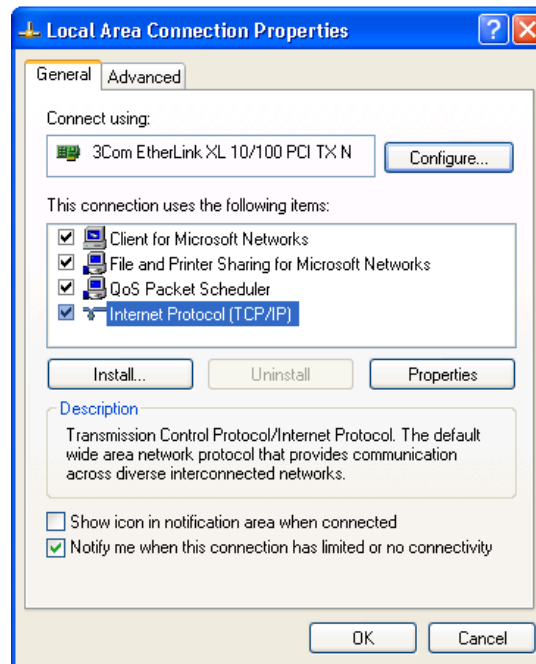 Local Area Connection Properties
General Advanced
Connect using:
3Com EtherLink XL 10/100 PCI TX N
Configure...
This connection uses the following items:
Client for Microsoft Networks
File and Printer Sharing for Microsoft Networks
QoS Packet Scheduler
Internet Protocol (TCP/IP)
Install... Uninstall Properties
Description
Transmission Control Protocol/Internet Protocol. The default
wide area network protocol that provides communication
across diverse interconnected networks.
Show icon in notification area when connected
Notify me when this connection has limited or no connectivity
OK Cancel